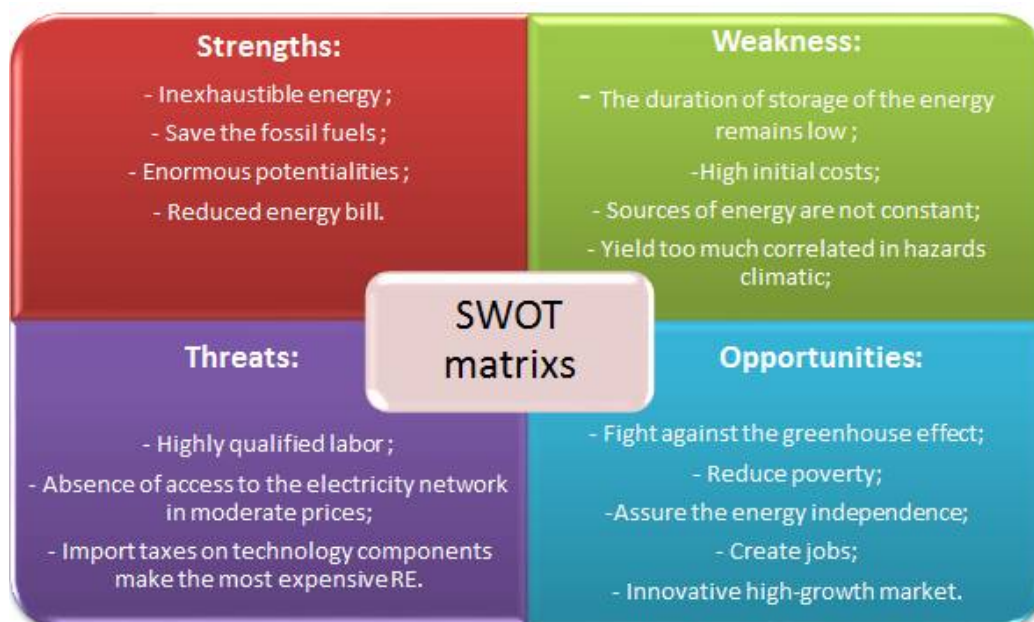 Strengths:
- Inexhaustible energy ;
- Save the fossil fuels ;
- Enormous potentialities ;
- Reduced energy bill.
Weakness:
- The duration of storage of the energy
remains low ;
-High initial costs;
- Sources of energy are not constant;
- Yield too much correlated in hazards
climatic;
SWOT
matrixs
Threats:
- Highly qualified labor ;
- Absence of access to the electricity network
in moderate prices;
- Import taxes on technology components
make the most expensive RE.
Opportunities:
- Fight against the greenhouse effect;
- Reduce poverty;
-Assure the energy independence;
- Create jobs;
- Innovative high-growth market.